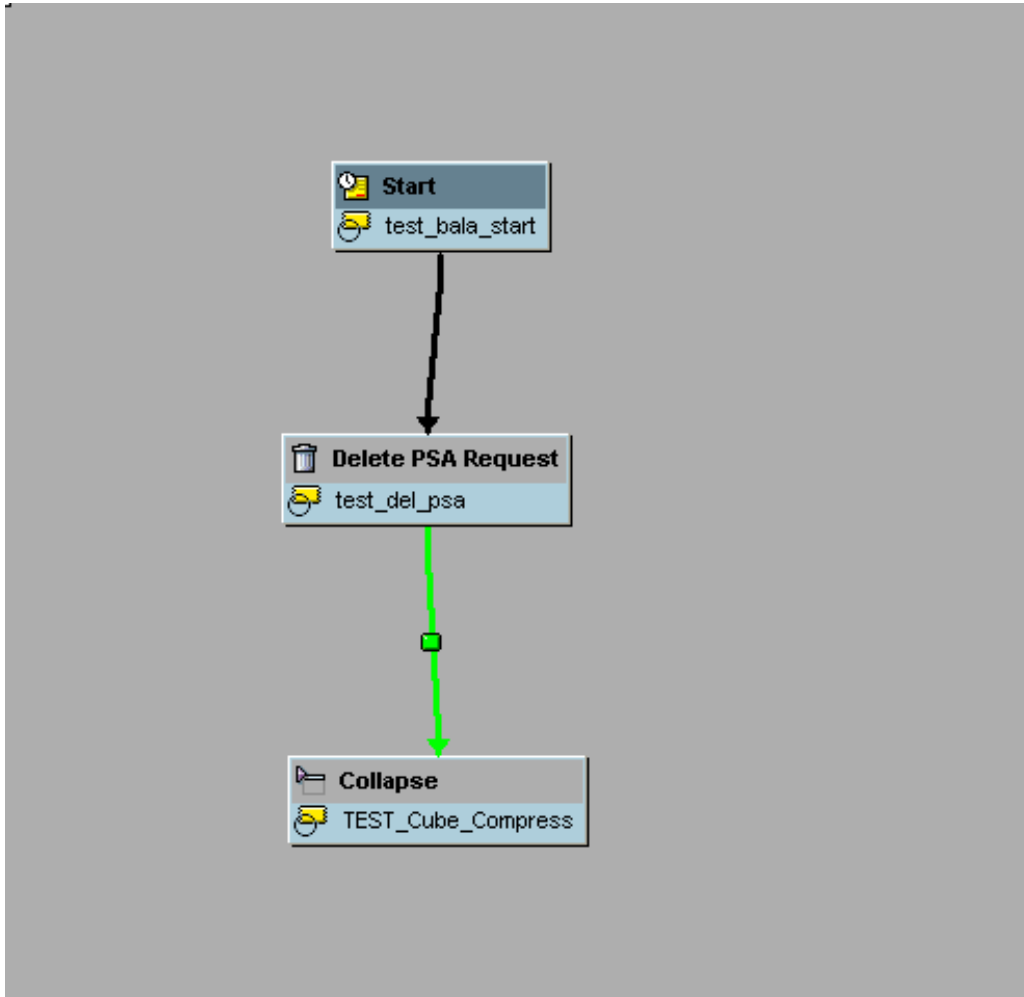 Start
test_bala_start
Delete PSA Request
test_del_psa
Collapse
TEST_Cube_Compress